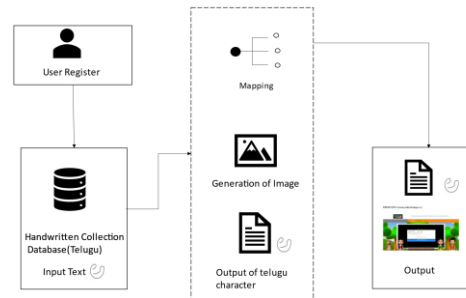 User Register
Handwritten Collection
Database(Telugu)
Input Text
Mapping
Generation of Image
Output of telugu
character
Output